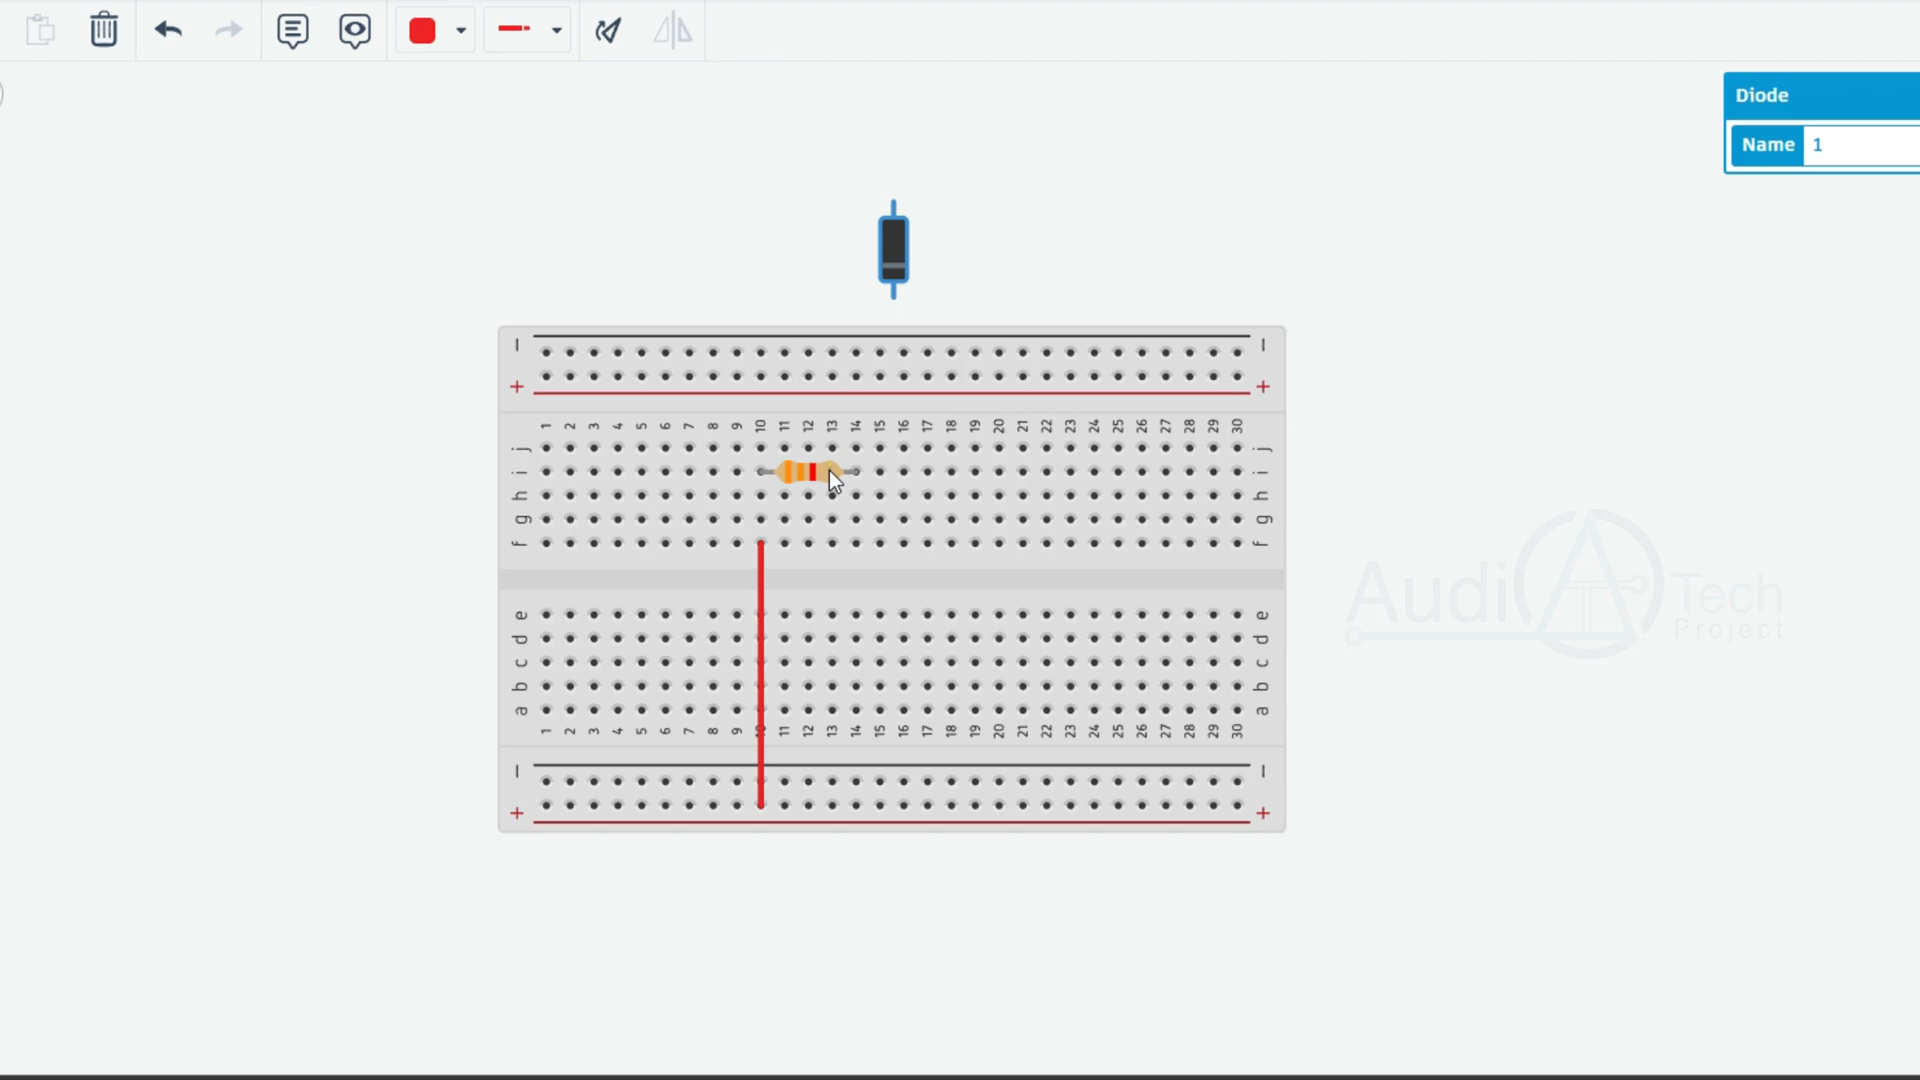 Diode
Name 1
− −
+ +
1 2 3 4 5 6 7 8 9 10 11 12 13 14 15 16 17 18 19 20 21 22 23 24 25 26 27 28 29 30
j j
i i
h h
g g
f f
Audi Tech
Project
e e
d d
c c
b b
a a
1 2 3 4 5 6 7 8 9 10 11 12 13 14 15 16 17 18 19 20 21 22 23 24 25 26 27 28 29 30
− −
+ +